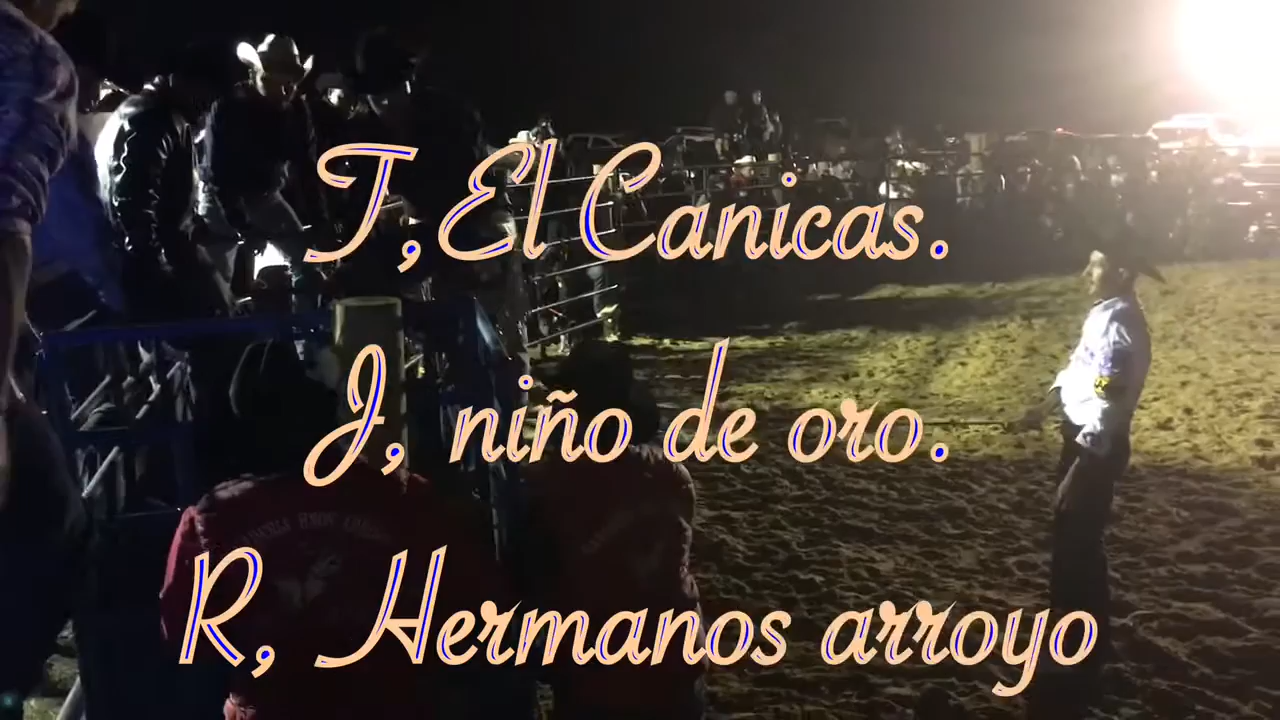 T,El Canicas.
J, niño de oro.
R, Hermanos arroyo